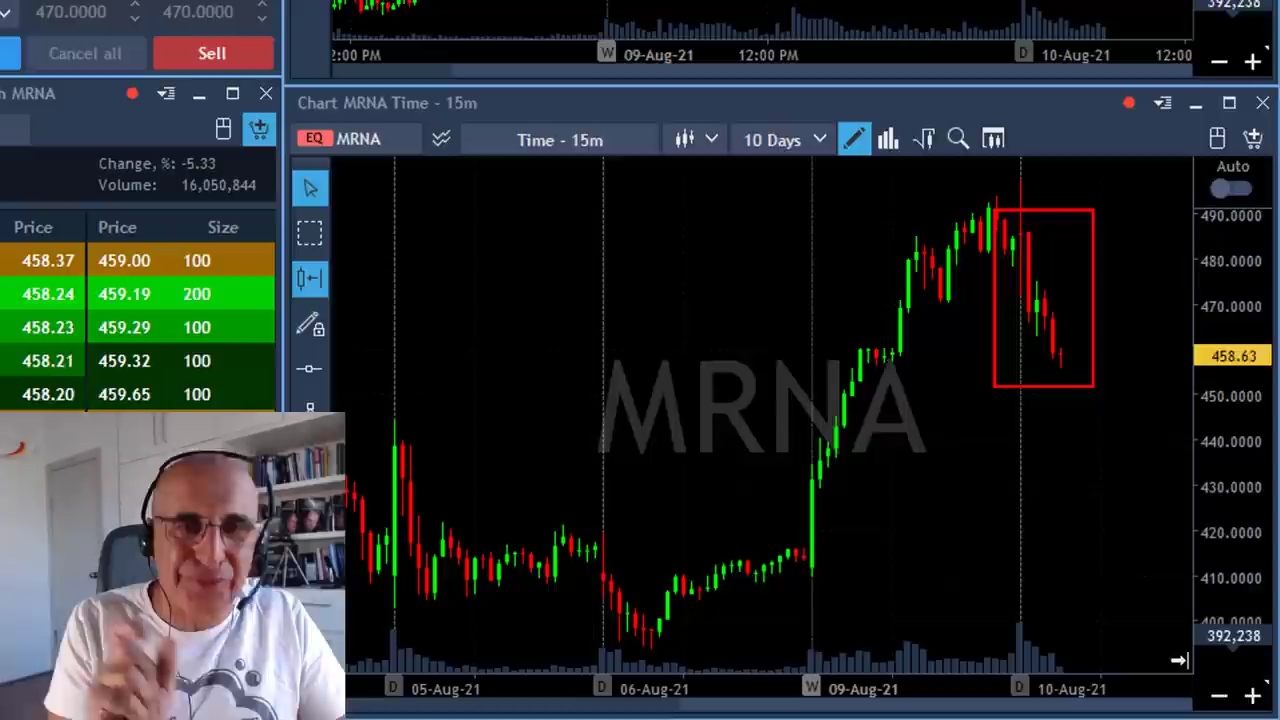 470.0000 470.0000
Cancel all Sell
2:00 PM W 09-Aug-21 12:00 PM D 10-Aug-21 12:00
392,238
h MRNA
Change, %: -5.33
Volume: 16,050,844
Price Price Size
458.37 459.00 100
458.24 459.19 200
458.23 459.29 100
458.21 459.32 100
458.20 459.65 100
Chart MRNA Time - 15m
EQ MRNA Time - 15m 10 Days
Auto
490.0000
480.0000
470.0000
458.63
450.0000
440.0000
430.0000
420.0000
410.0000
400.0000
392,238
MRNA
D 05-Aug-21 D 06-Aug-21 W 09-Aug-21 D 10-Aug-21